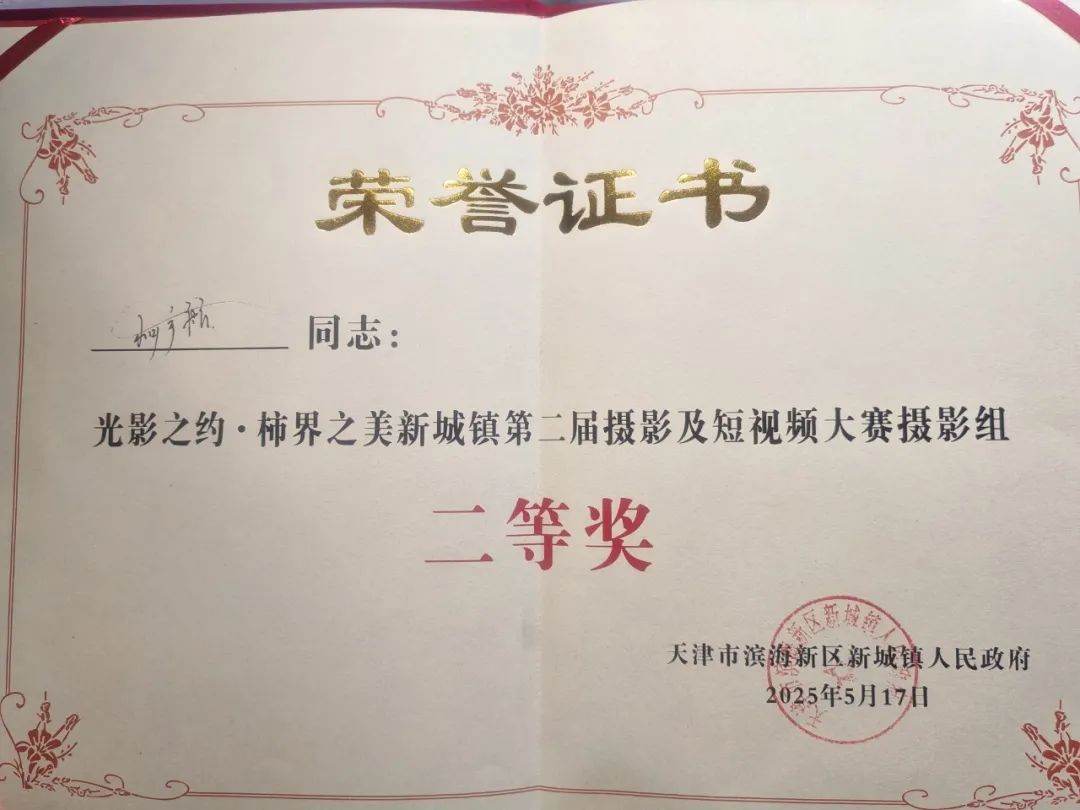 荣誉证书
同志：
光影之约·柿界之美新城镇第二届摄影及短视频大赛摄影组
二等奖
天津市滨海新区新城镇人民政府
2025年5月17日